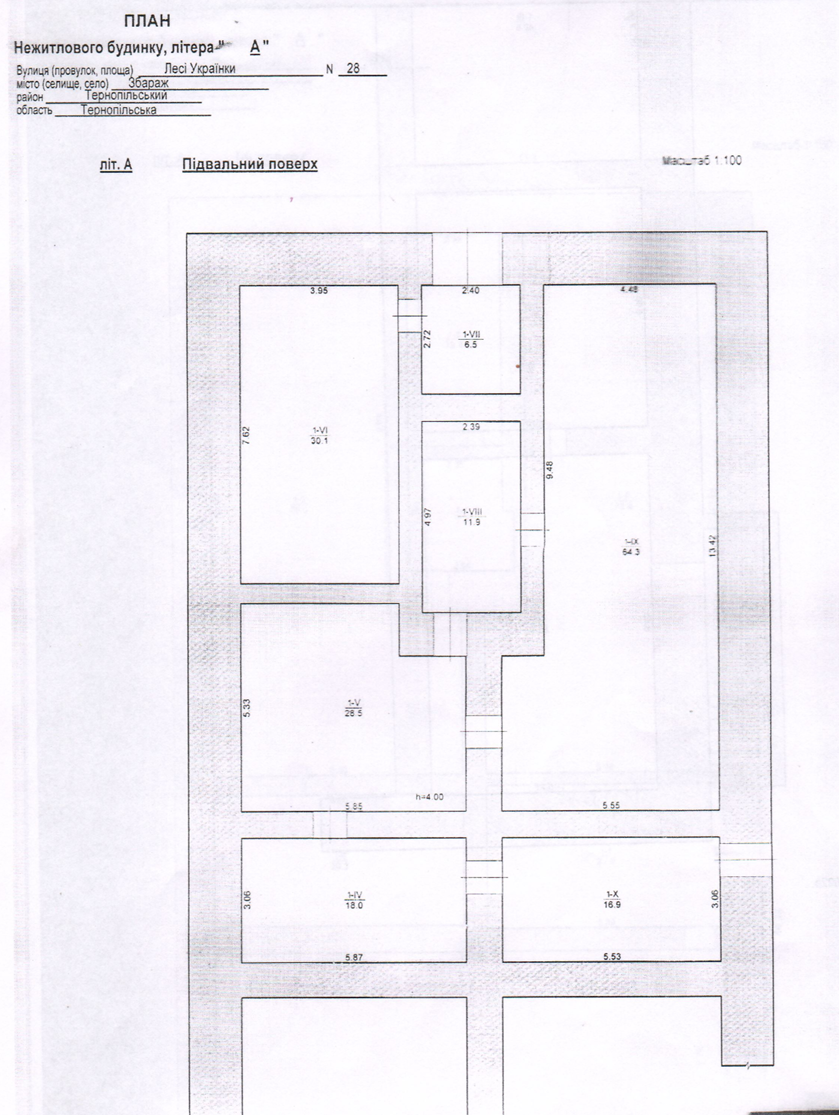 ПЛАН
Нежитлового будинку, літера " А "
Вулиця (провулок, площа) Лесі Українки N 28
місто (селище, село) Збараж
район Тернопільський
область Тернопільська
літ. А Підвальний поверх Масштаб 1:100
3.95 2.40 4.48
1-VII
6.5
2.72
2.39
7.62
1-VI
30.1
9.48
4.97
1-VIII
11.9
1-IX
64.3
13.42
5.33
1-V
28.5
h=4.00
5.85 5.55
3.06
1-IV
18.0
1-X
16.9
3.06
5.87 5.53